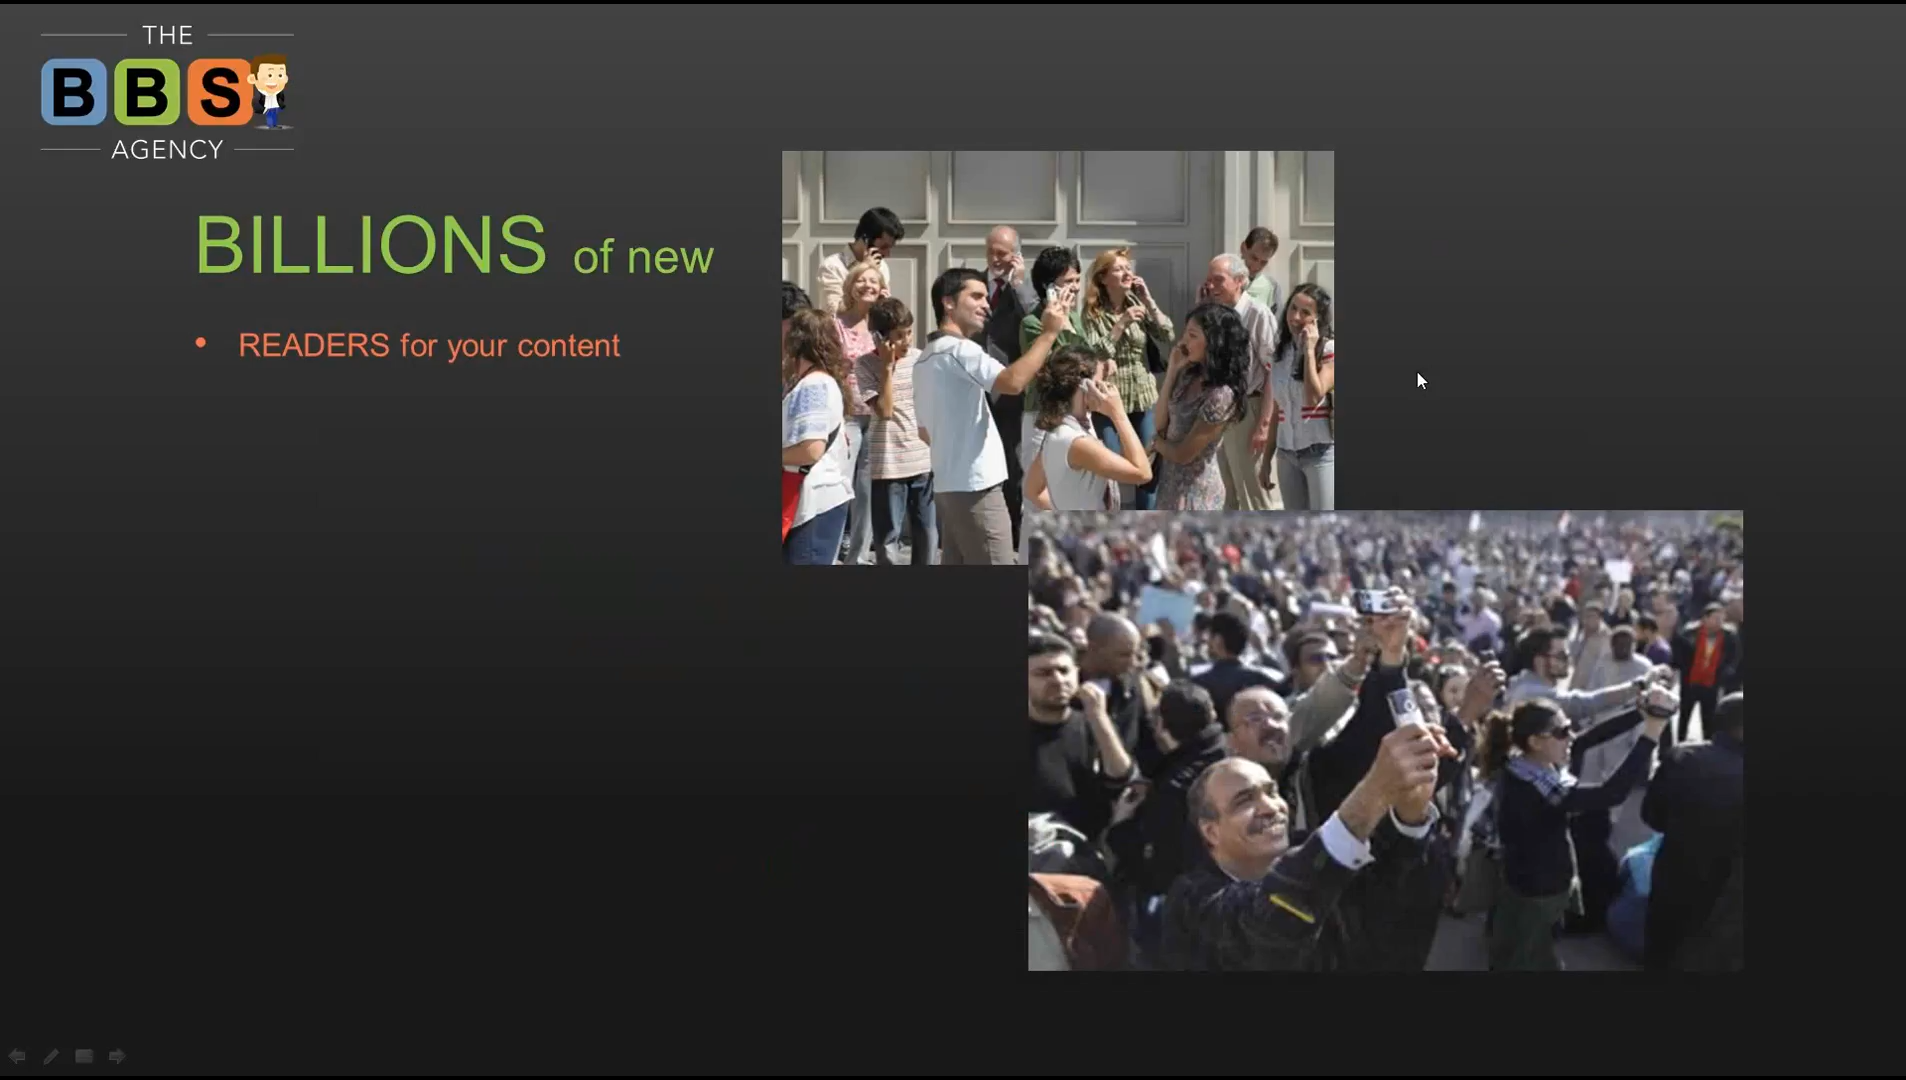 THE
BBS
AGENCY
BILLIONS of new
• READERS for your content